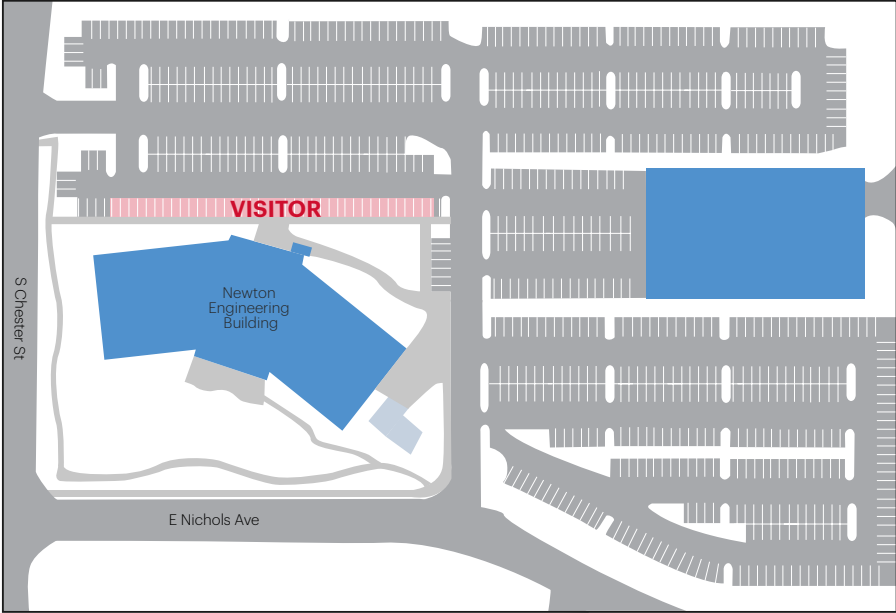 VISITOR
S Chester St
Newton
Engineering
Building
E Nichols Ave